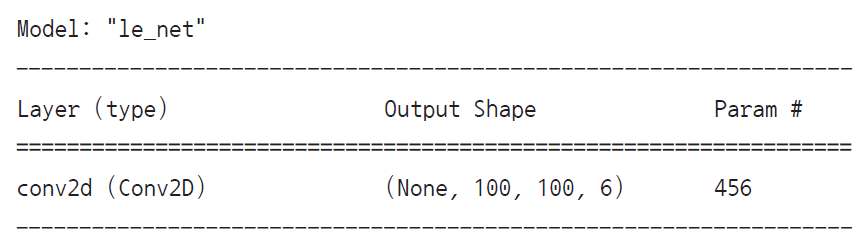 Model: "le_net"
_________________________________________________________________
Layer (type)                 Output Shape              Param #
=================================================================
conv2d (Conv2D)              (None, 100, 100, 6)       456
_________________________________________________________________